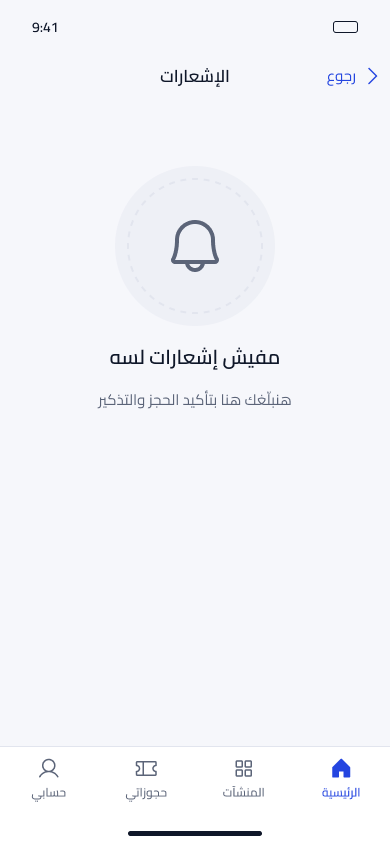 9:41
رجوع
الإشعارات
مفيش إشعارات لسه
هنبلّغك هنا بتأكيد الحجز والتذكير
الرئيسية
المنشآت
حجوزاتي
حسابي